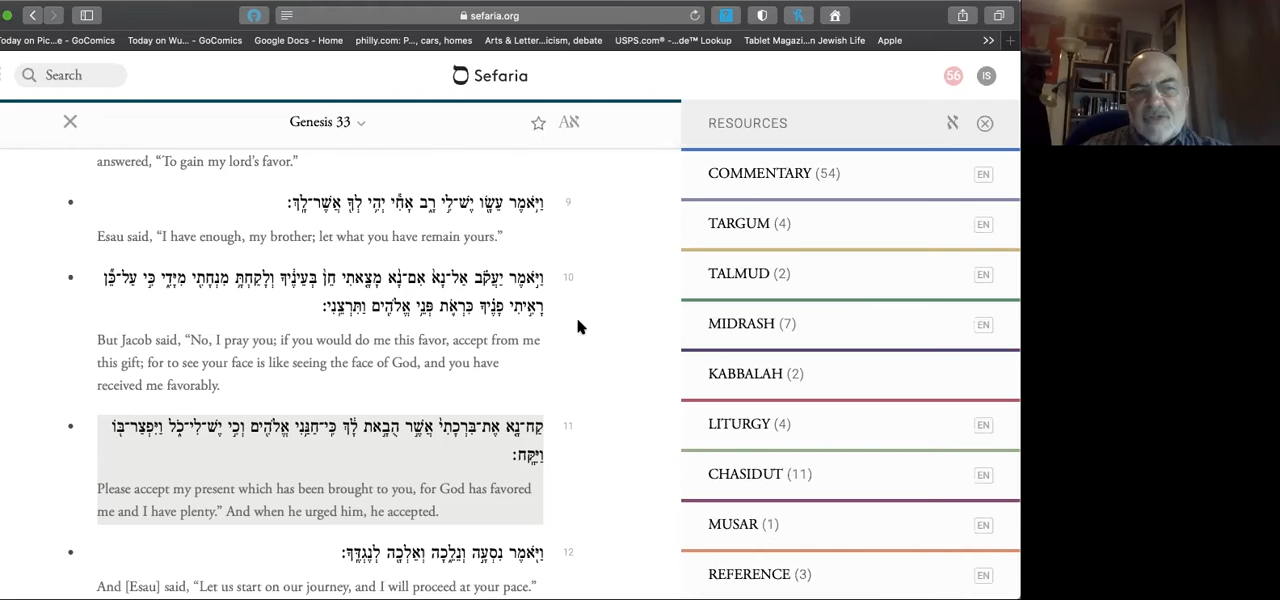 sefaria.org
oday on Pic...e - GoComics Today on Wu... - GoComics Google Docs - Home philly.com: P..., cars, homes Arts & Letter...icism, debate USPS.com® -...de™ Lookup Tablet Magazi...n Jewish Life Apple
Search
Sefaria
56 IS
Genesis 33
Aא
answered, “To gain my lord’s favor.”
9
וַיֹּ֥אמֶר עֵשָׂ֖ו יֶשׁ־לִ֣י רָ֑ב אָחִ֕י יְהִ֥י לְךָ֖ אֲשֶׁר־לָֽךְ׃
Esau said, “I have enough, my brother; let what you have remain yours.”
10
וַיֹּ֣אמֶר יַעֲקֹ֗ב אַל־נָא֙ אִם־נָ֨א מָצָ֤אתִי חֵן֙ בְּעֵינֶ֔יךָ וְלָקַחְתָּ֥ מִנְחָתִ֖י מִיָּדִ֑י כִּ֣י עַל־כֵּ֞ן
רָאִ֣יתִי פָנֶ֗יךָ כִּרְאֹ֛ת פְּנֵ֥י אֱלֹהִ֖ים וַתִּרְצֵֽנִי׃
But Jacob said, “No, I pray you; if you would do me this favor, accept from me
this gift; for to see your face is like seeing the face of God, and you have
received me favorably.
11
קַח־נָ֤א אֶת־בִּרְכָתִי֙ אֲשֶׁ֣ר הֻבָ֣את לָ֔ךְ כִּֽי־חַנַּ֥נִי אֱלֹהִ֖ים וְכִ֣י יֶשׁ־לִי־כֹ֑ל וַיִּפְצַר־בּ֖וֹ
וַיִּקָּֽח׃
Please accept my present which has been brought to you, for God has favored
me and I have plenty.” And when he urged him, he accepted.
12
וַיֹּ֖אמֶר נִסְעָ֣ה וְנֵלֵ֑כָה וְאֵלְכָ֖ה לְנֶגְדֶּֽךָ׃
And [Esau] said, “Let us start on our journey, and I will proceed at your pace.”
RESOURCES א
COMMENTARY (54) EN
TARGUM (4) EN
TALMUD (2) EN
MIDRASH (7) EN
KABBALAH (2)
LITURGY (4) EN
CHASIDUT (11) EN
MUSAR (1) EN
REFERENCE (3) EN